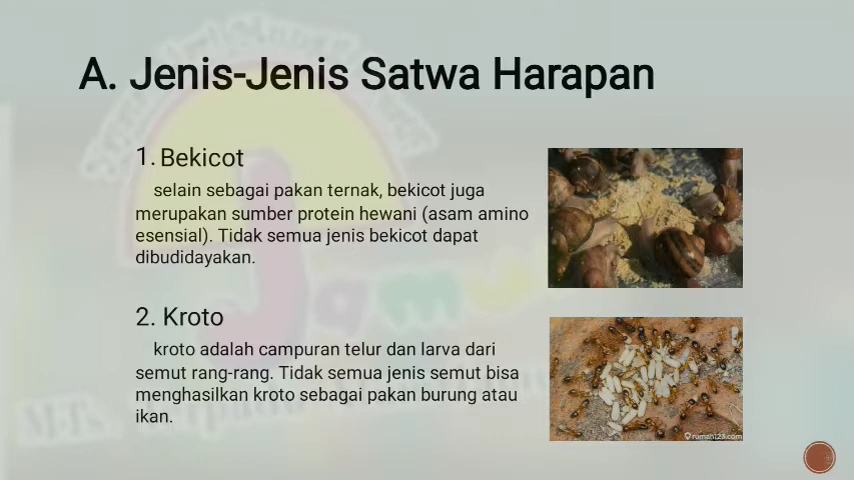 A. Jenis-Jenis Satwa Harapan
1. Bekicot
selain sebagai pakan ternak, bekicot juga
merupakan sumber protein hewani (asam amino
esensial). Tidak semua jenis bekicot dapat
dibudidayakan.
2. Kroto
kroto adalah campuran telur dan larva dari
semut rang-rang. Tidak semua jenis semut bisa
menghasilkan kroto sebagai pakan burung atau
ikan.
rumah123.com